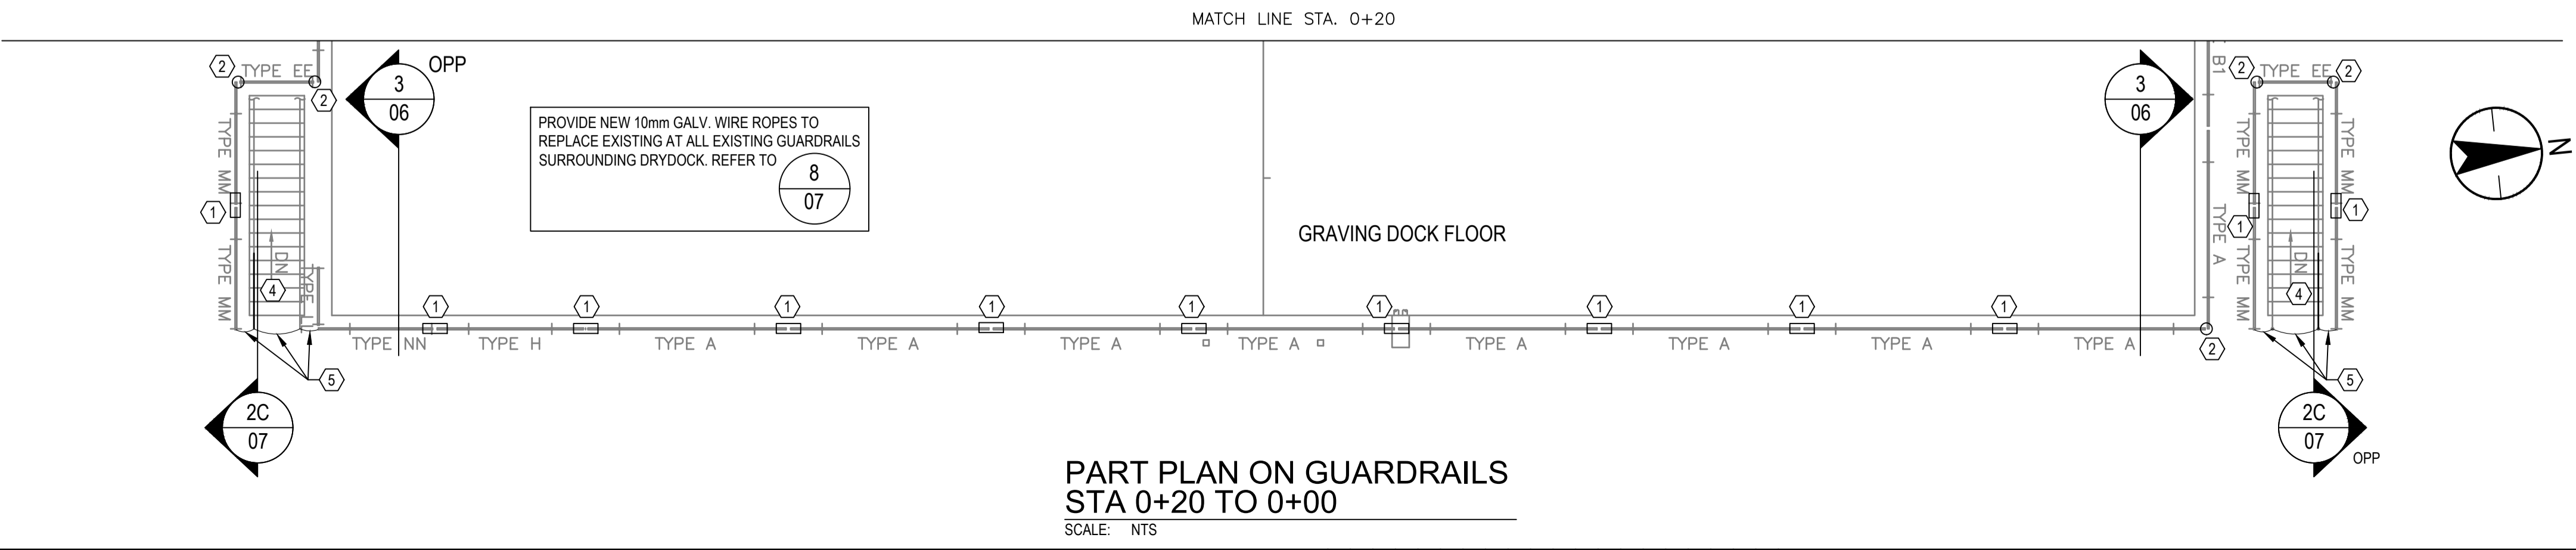 MATCH LINE STA. 0+20
2
TYPE EE
2
3
06
OPP
PROVIDE NEW 10mm GALV. WIRE ROPES TO
REPLACE EXISTING AT ALL EXISTING GUARDRAILS
SURROUNDING DRYDOCK. REFER TO
8
07
GRAVING DOCK FLOOR
3
06
B1
2
TYPE EE
2
N
TYPE MM
1
TYPE MM
DN
4
TYPE
5
TYPE A
TYPE MM
1
TYPE MM
DN
4
TYPE MM
1
TYPE MM
5
1
1
1
1
1
1
1
1
1
2
TYPE NN
TYPE H
TYPE A
TYPE A
TYPE A
TYPE A
TYPE A
TYPE A
TYPE A
TYPE A
2C
07
2C
07
OPP
PART PLAN ON GUARDRAILS
STA 0+20 TO 0+00
SCALE: NTS